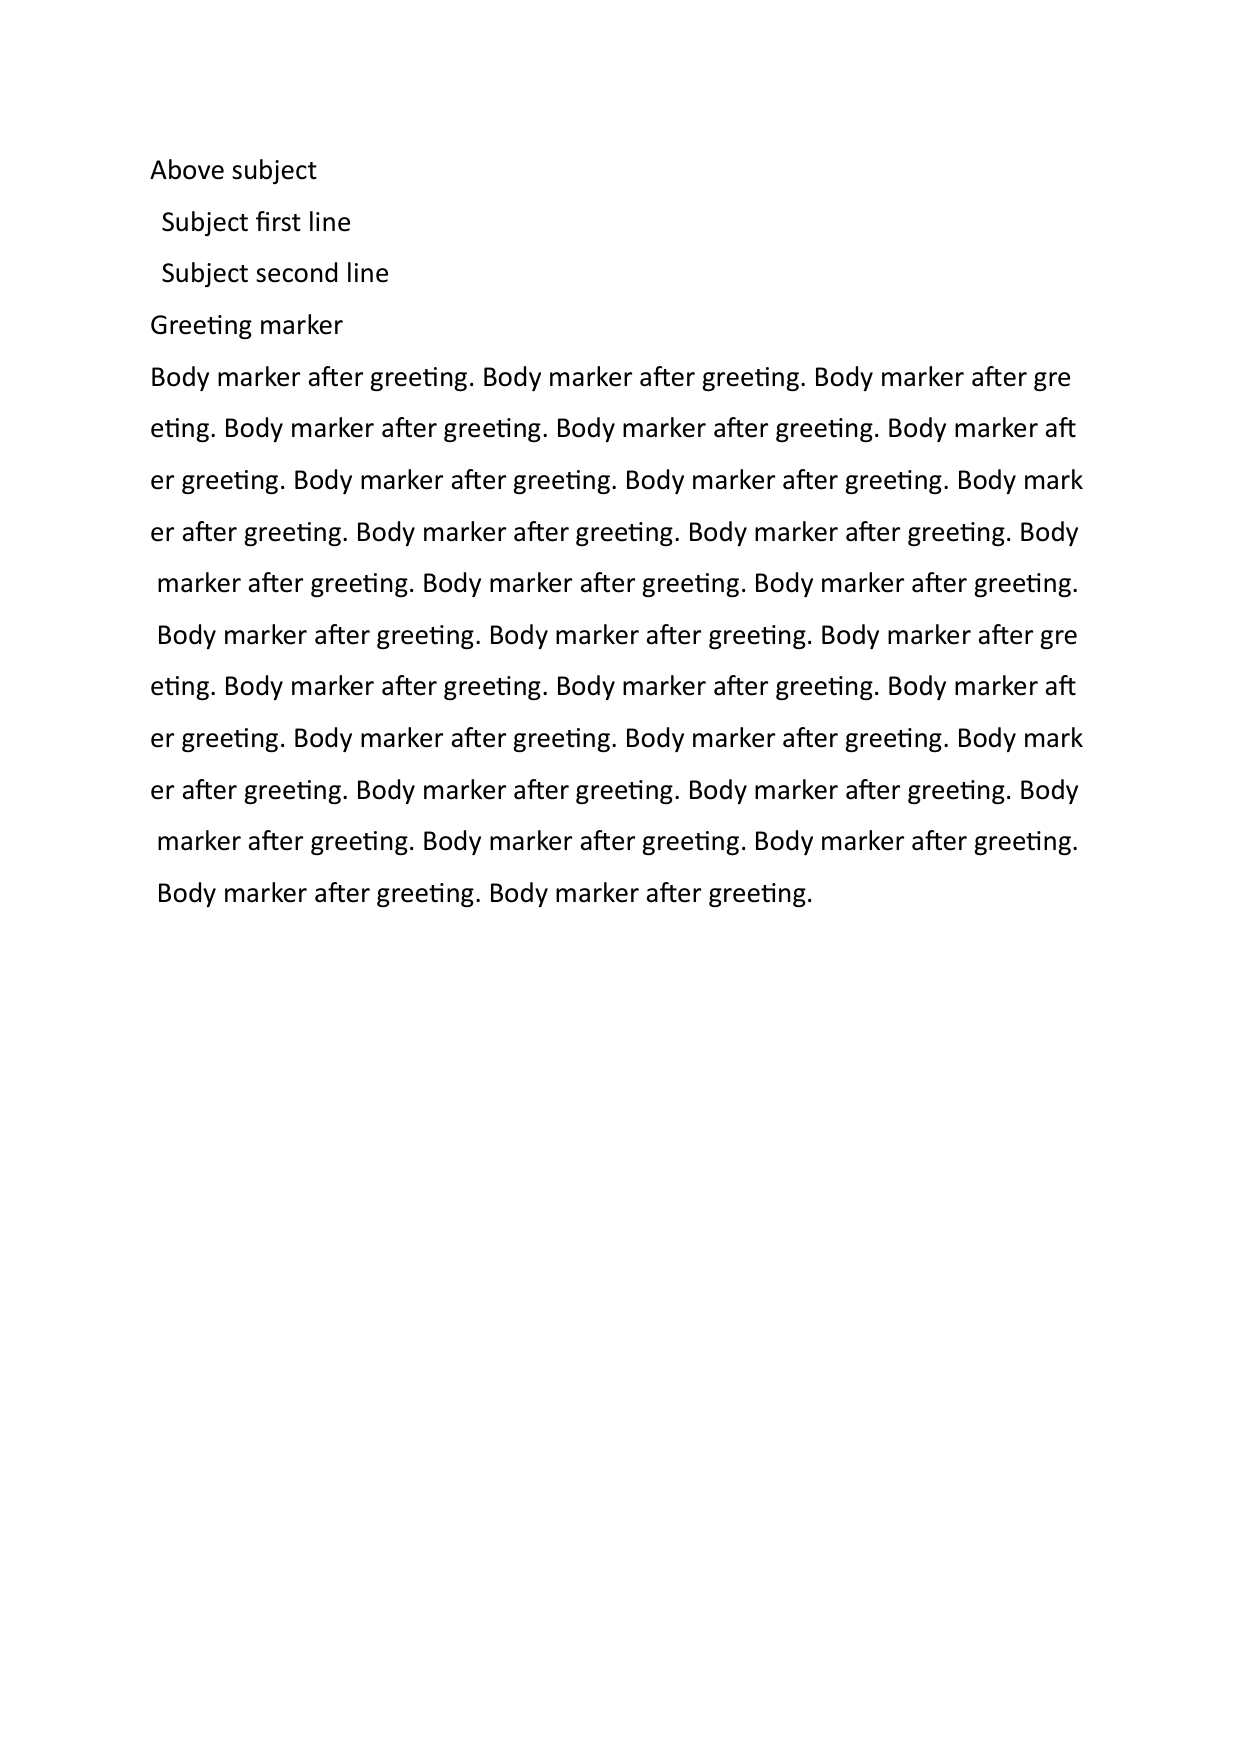 Above subject
Subject first line
Subject second line
Greeting marker
Body marker after greeting. Body marker after greeting. Body marker after gre
eting. Body marker after greeting. Body marker after greeting. Body marker aft
er greeting. Body marker after greeting. Body marker after greeting. Body mark
er after greeting. Body marker after greeting. Body marker after greeting. Body
marker after greeting. Body marker after greeting. Body marker after greeting.
Body marker after greeting. Body marker after greeting. Body marker after gre
eting. Body marker after greeting. Body marker after greeting. Body marker aft
er greeting. Body marker after greeting. Body marker after greeting. Body mark
er after greeting. Body marker after greeting. Body marker after greeting. Body
marker after greeting. Body marker after greeting. Body marker after greeting.
Body marker after greeting. Body marker after greeting.